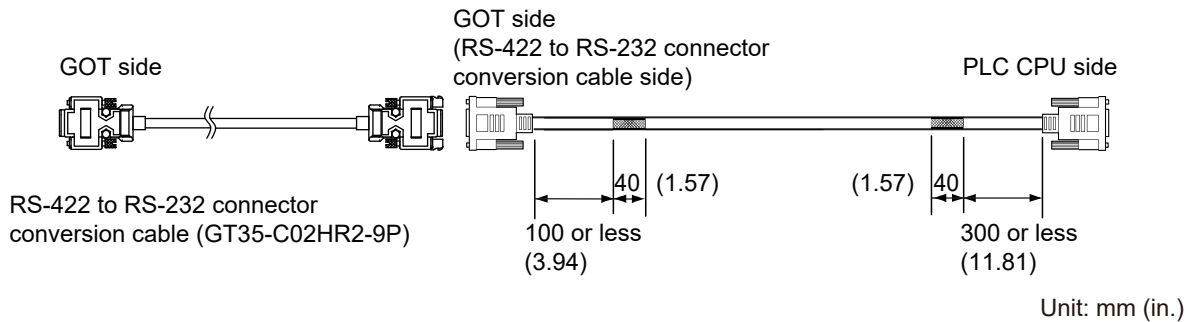 GOT side
GOT side
(RS-422 to RS-232 connector
conversion cable side)
PLC CPU side
RS-422 to RS-232 connector
conversion cable (GT35-C02HR2-9P)
40 (1.57)
(1.57) 40
100 or less
(3.94)
300 or less
(11.81)
Unit: mm (in.)